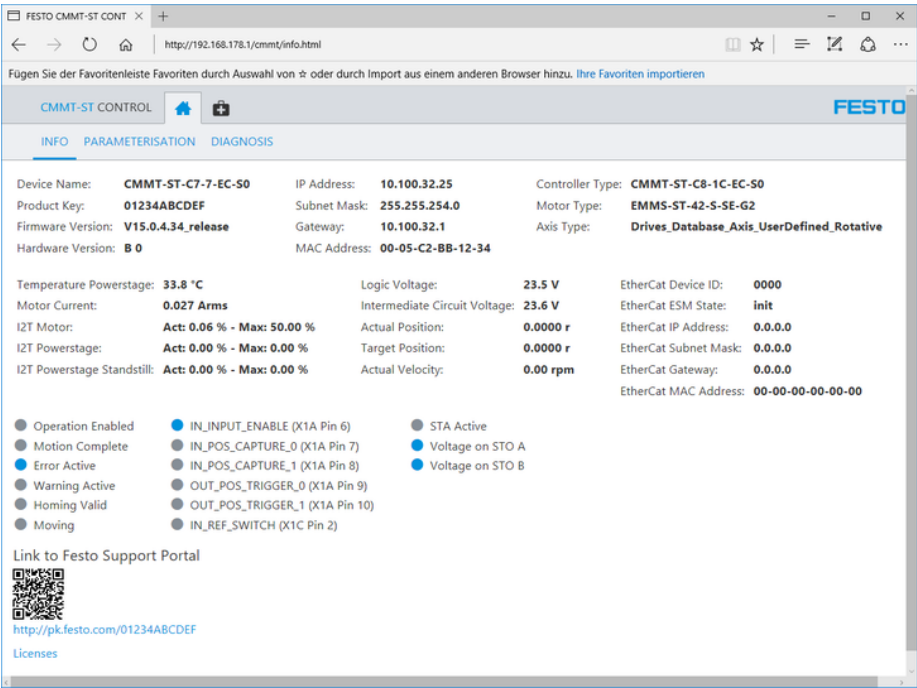 FESTO CMMT-ST CONT
http://192.168.178.1/cmmt/info.html
Fügen Sie der Favoritenleiste Favoriten durch Auswahl von ☆ oder durch Import aus einem anderen Browser hinzu. Ihre Favoriten importieren
CMMT-ST CONTROL FESTO
INFO PARAMETERISATION DIAGNOSIS
Device Name: CMMT-ST-C7-7-EC-S0 IP Address: 10.100.32.25 Controller Type: CMMT-ST-C8-1C-EC-S0
Product Key: 01234ABCDEF Subnet Mask: 255.255.254.0 Motor Type: EMMS-ST-42-S-SE-G2
Firmware Version: V15.0.4.34_release Gateway: 10.100.32.1 Axis Type: Drives_Database_Axis_UserDefined_Rotative
Hardware Version: B 0 MAC Address: 00-05-C2-BB-12-34
Temperature Powerstage: 33.8 °C Logic Voltage: 23.5 V EtherCat Device ID: 0000
Motor Current: 0.027 Arms Intermediate Circuit Voltage: 23.6 V EtherCat ESM State: init
I2T Motor: Act: 0.06 % - Max: 50.00 % Actual Position: 0.0000 r EtherCat IP Address: 0.0.0.0
I2T Powerstage: Act: 0.00 % - Max: 0.00 % Target Position: 0.0000 r EtherCat Subnet Mask: 0.0.0.0
I2T Powerstage Standstill: Act: 0.00 % - Max: 0.00 % Actual Velocity: 0.00 rpm EtherCat Gateway: 0.0.0.0
EtherCat MAC Address: 00-00-00-00-00-00
Operation Enabled IN_INPUT_ENABLE (X1A Pin 6) STA Active
Motion Complete IN_POS_CAPTURE_0 (X1A Pin 7) Voltage on STO A
Error Active IN_POS_CAPTURE_1 (X1A Pin 8) Voltage on STO B
Warning Active OUT_POS_TRIGGER_0 (X1A Pin 9)
Homing Valid OUT_POS_TRIGGER_1 (X1A Pin 10)
Moving IN_REF_SWITCH (X1C Pin 2)
Link to Festo Support Portal
http://pk.festo.com/01234ABCDEF
Licenses